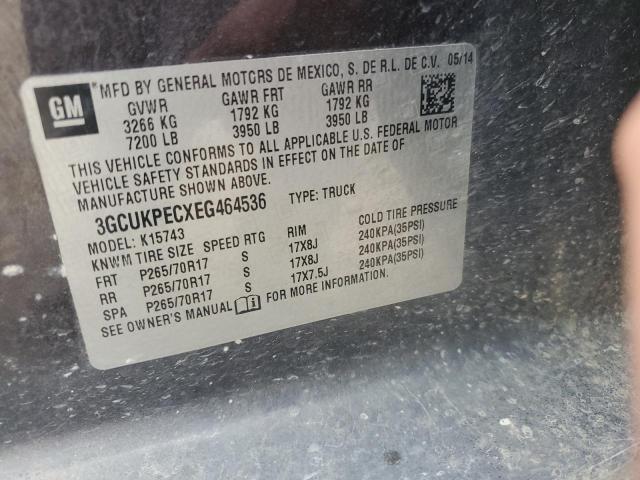 GM
*MFD BY GENERAL MOTORS DE MEXICO, S. DE R.L. DE C.V. 05/14
GVWR GAWR FRT GAWR RR
3266 KG 1792 KG 1792 KG
7200 LB 3950 LB 3950 LB
THIS VEHICLE CONFORMS TO ALL APPLICABLE U.S. FEDERAL MOTOR
VEHICLE SAFETY STANDARDS IN EFFECT ON THE DATE OF
MANUFACTURE SHOWN ABOVE.
3GCUKPECXEG464536 TYPE: TRUCK
MODEL: K15743
KNWM TIRE SIZE SPEED RTG RIM COLD TIRE PRESSURE
FRT P265/70R17 S 17X8J 240KPA(35PSI)
RR P265/70R17 S 17X8J 240KPA(35PSI)
SPA P265/70R17 S 17X7.5J 240KPA(35PSI)
SEE OWNER'S MANUAL FOR MORE INFORMATION.